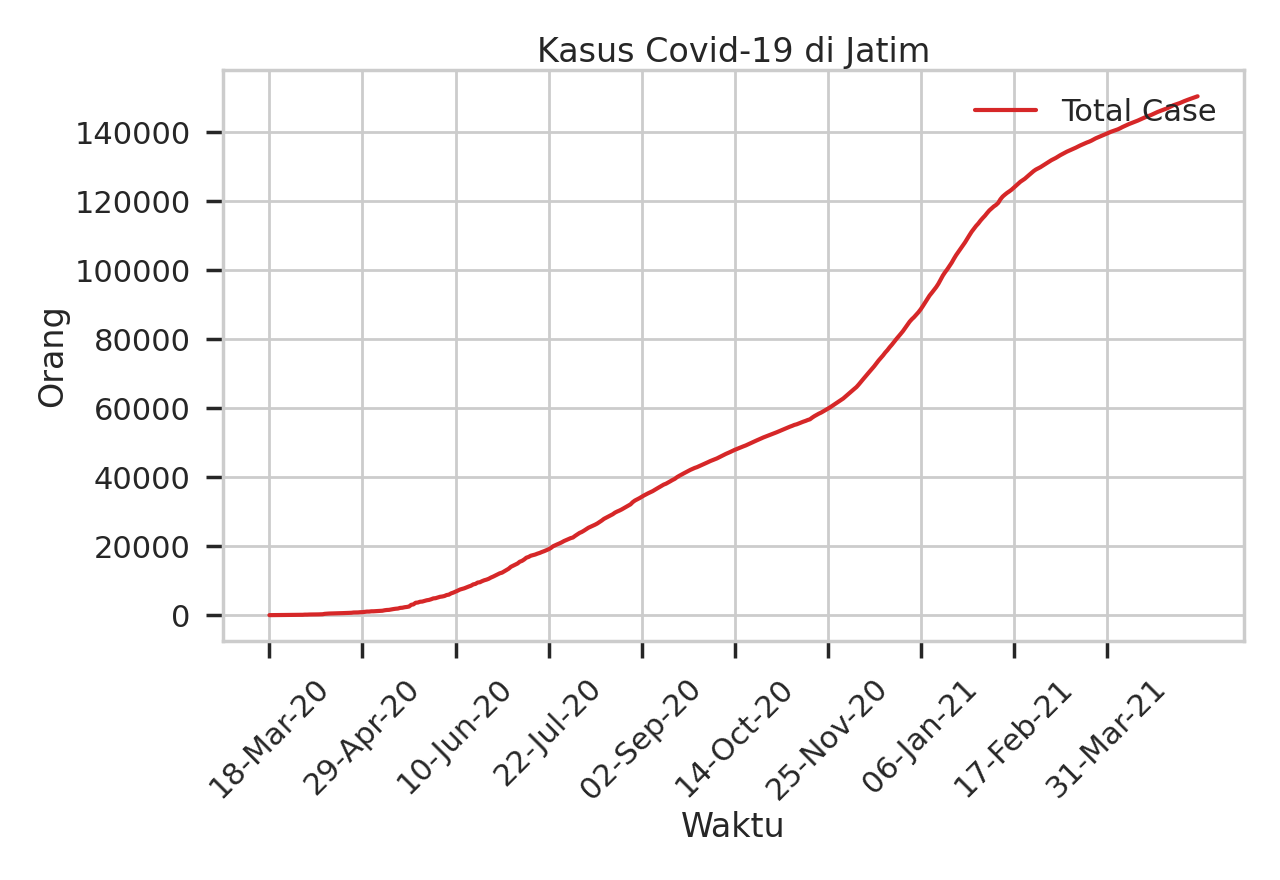 Kasus Covid-19 di Jatim
Total Case
140000
120000
100000
80000
60000
40000
20000
0
Orang
18-Mar-20
29-Apr-20
10-Jun-20
22-Jul-20
02-Sep-20
14-Oct-20
25-Nov-20
06-Jan-21
17-Feb-21
31-Mar-21
Waktu